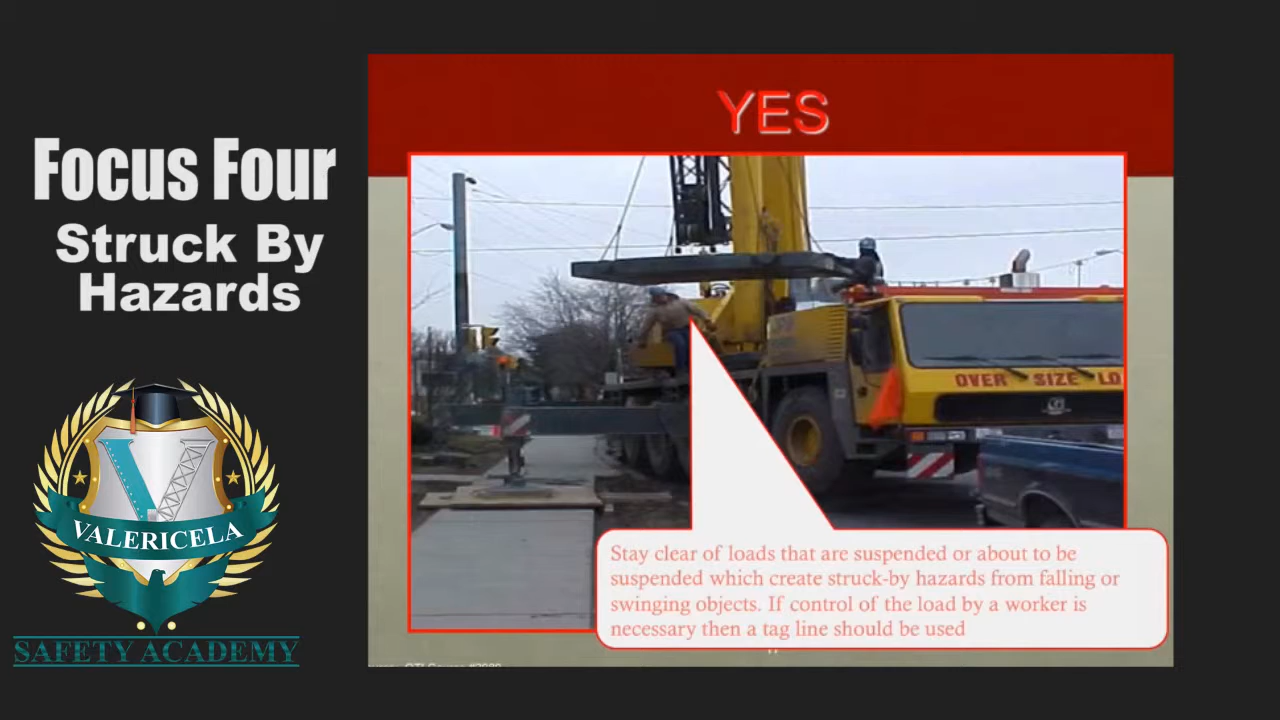 Focus Four
Struck By
Hazards
VALERICELA
SAFETY ACADEMY
YES
OVER SIZE LO
Stay clear of loads that are suspended or about to be
suspended which create struck-by hazards from falling or
swinging objects. If control of the load by a worker is
necessary then a tag line should be used